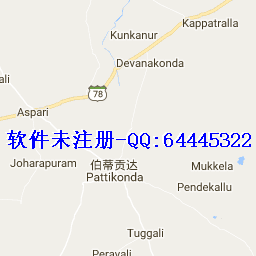 Kappatralla
Kunkanur
Devanakonda
78
Aspari
软件未注册-QQ:64445322
Joharapuram
伯蒂贡达
Pattikonda
Mukkela
Pendekallu
Tuggali